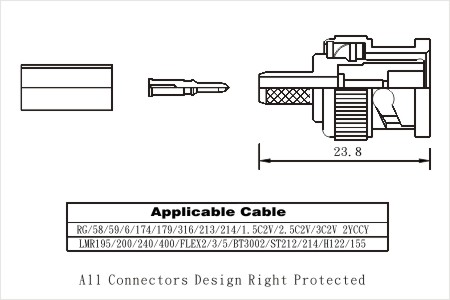 23.8
Applicable Cable
RG/58/59/6/174/179/316/213/214/1.5C2V/2.5C2V/3C2V 2YCCY
LMR195/200/240/400/FLEX2/3/5/BT3002/ST212/214/H122/155
All Connectors Design Right Protected